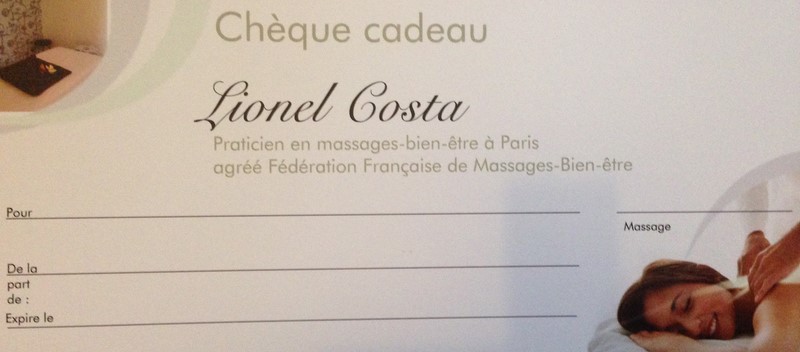 Chèque cadeau
Lionel Costa
Praticien en massages-bien-être à Paris
agréé Fédération Française de Massages-Bien-être
Pour
Massage
De la
part
de :
Expire le